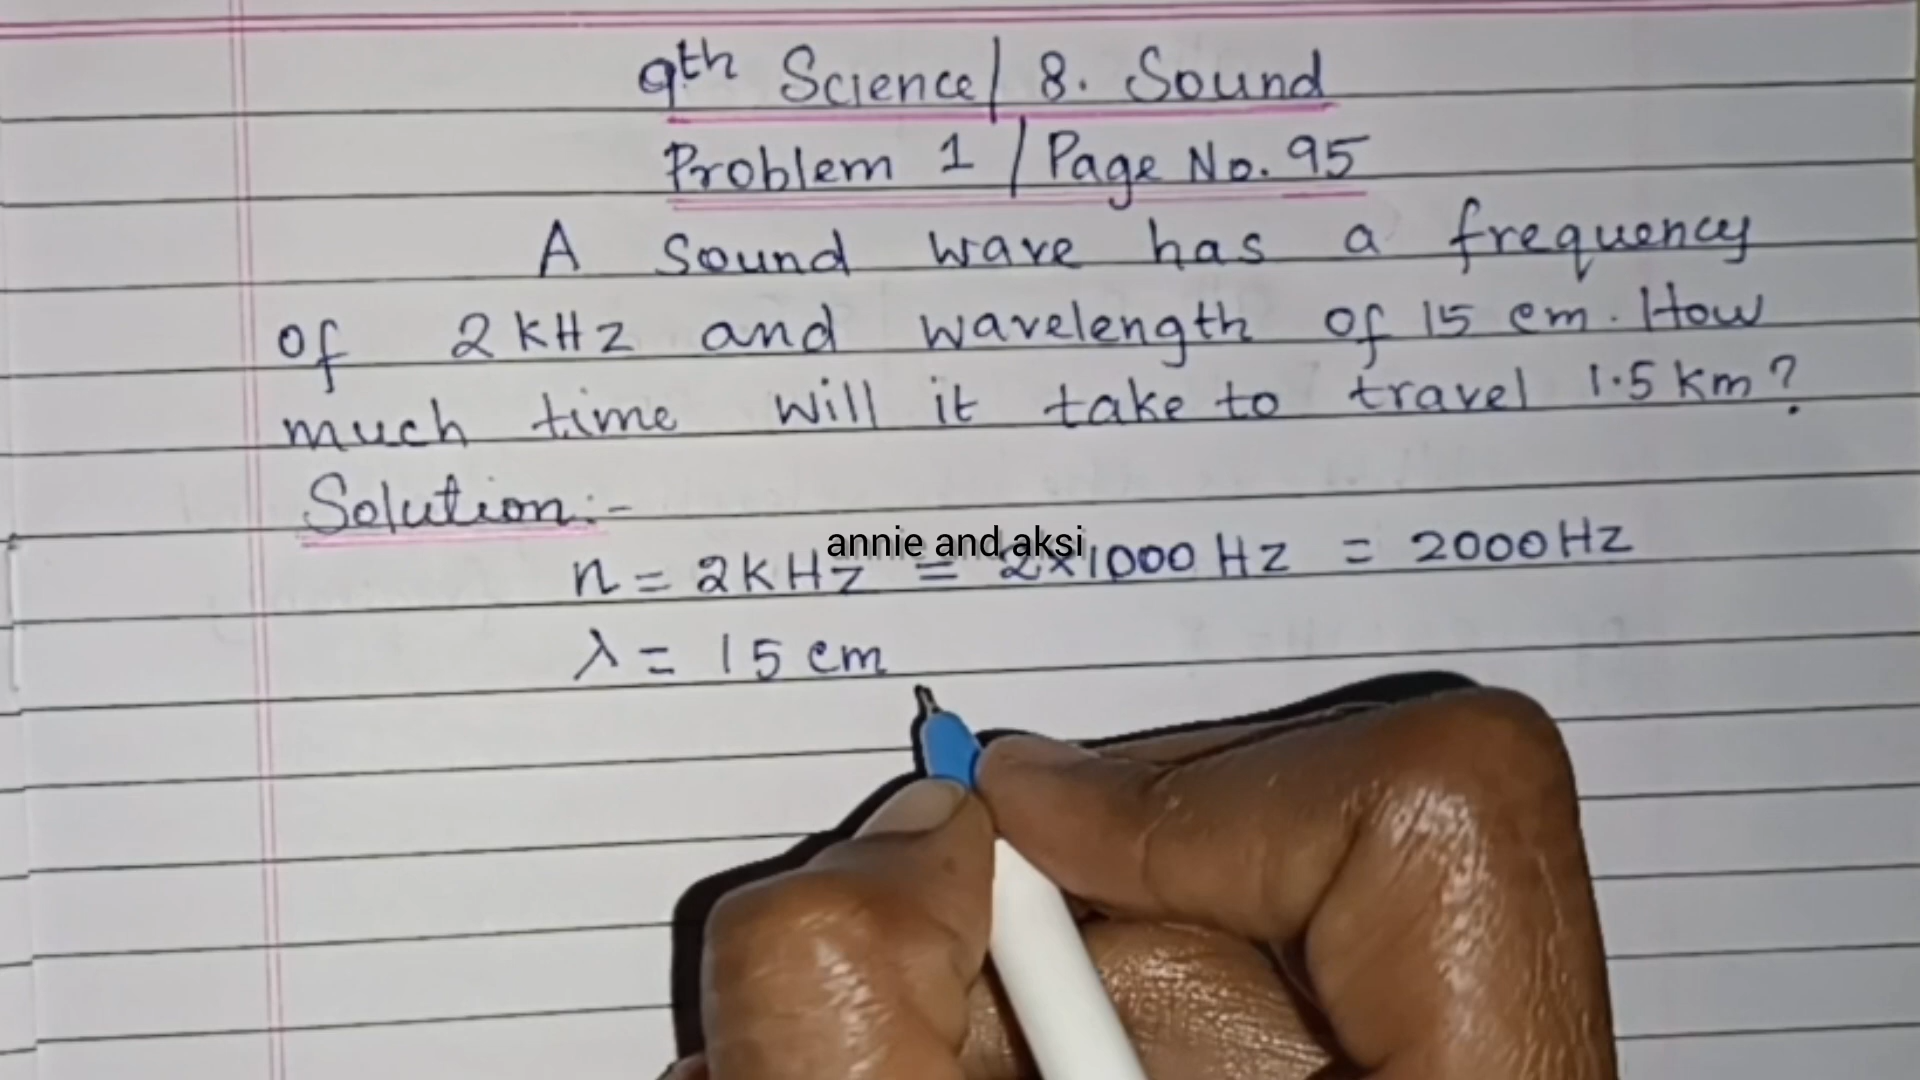 9th Science/ 8. Sound
Problem 1 / Page No. 95
A sound wave has a frequency
of 2 kHz and wavelength of 15 cm. How
much time will it take to travel 1.5 km?
Solution:-
annie and aksi
n = 2 kHz = 2×1000 Hz = 2000 Hz
λ = 15 cm